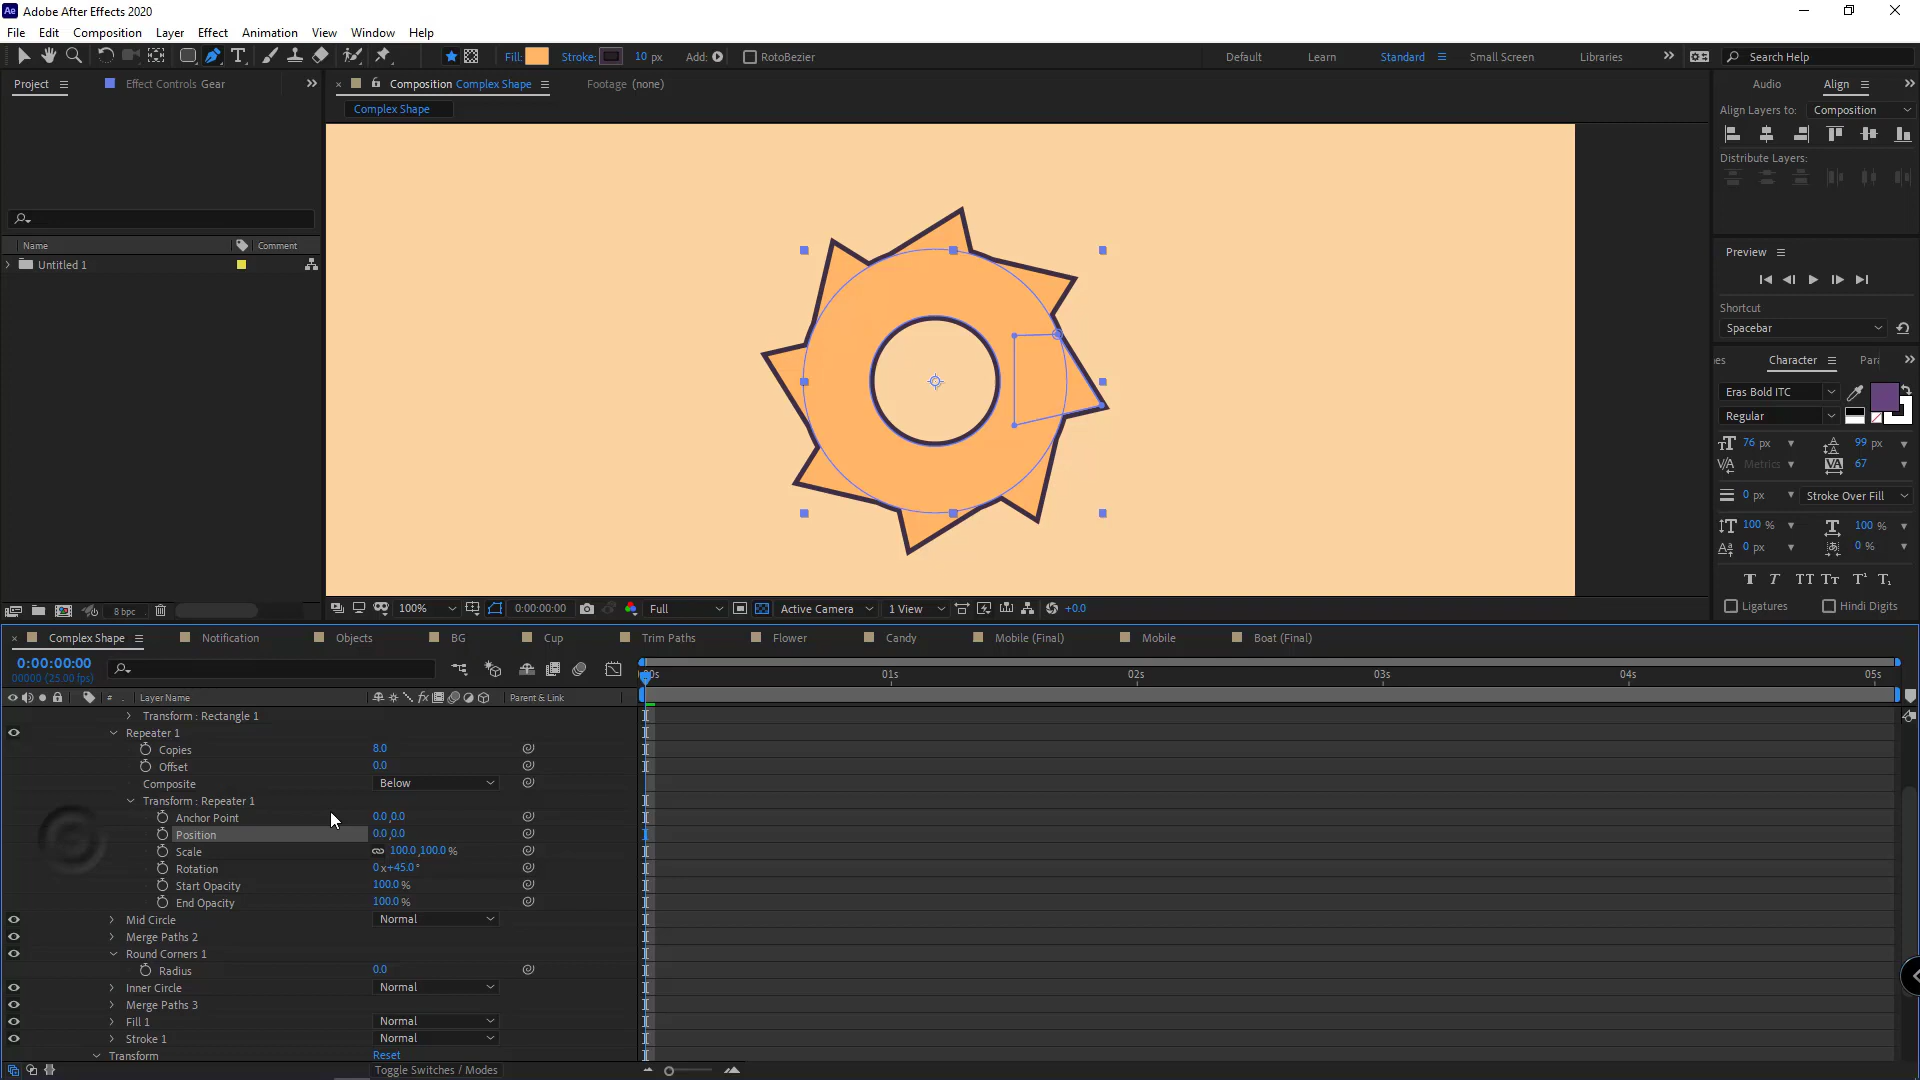 Ae Adobe After Effects 2020
File Edit Composition Layer Effect Animation View Window Help
Fill: Stroke: 10 px Add: RotoBezier Default Learn Standard Small Screen Libraries Search Help
Project Effect Controls Gear Composition Complex Shape Footage (none) Audio Align
Complex Shape
Align Layers to: Composition
Distribute Layers:
Name Comment
Untitled 1
Preview
Shortcut
Spacebar
Character Par
Eras Bold ITC
Regular
76 px 99 px
Metrics 67
0 px Stroke Over Fill
100 % 100 %
0 px 0 %
T T TT Tr T¹ T₁
Ligatures Hindi Digits
8 bpc 100% 0:00:00:00 Full Active Camera 1 View +0.0
Complex Shape Notification Objects BG Cup Trim Paths Flower Candy Mobile (Final) Mobile Boat (Final)
0:00:00:00
00000 (25.00 fps)
01s 02s 03s 04s 05s
# Layer Name Parent & Link
Transform : Rectangle 1
Repeater 1
Copies 8.0
Offset 0.0
Composite Below
Transform : Repeater 1
Anchor Point 0.0,0.0
Position 0.0,0.0
Scale 100.0,100.0 %
Rotation 0 x+45.0 °
Start Opacity 100.0 %
End Opacity 100.0 %
Mid Circle Normal
Merge Paths 2
Round Corners 1
Radius 0.0
Inner Circle Normal
Merge Paths 3
Fill 1 Normal
Stroke 1 Normal
Transform Reset
Toggle Switches / Modes